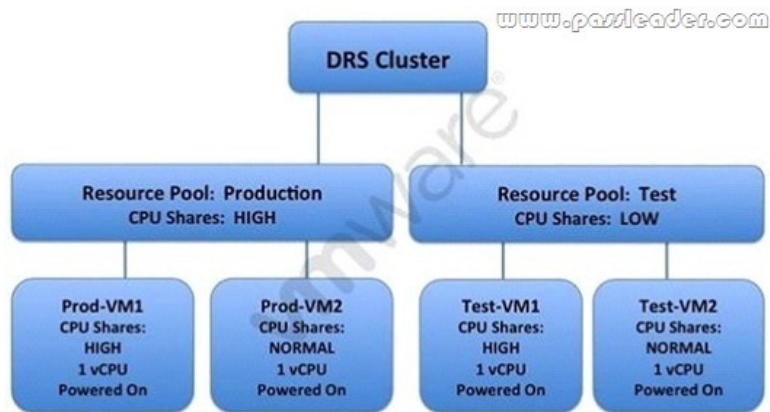 www.passleader.com
DRS Cluster
Resource Pool: Production
CPU Shares: HIGH
Resource Pool: Test
CPU Shares: LOW
Prod-VM1
CPU Shares:
HIGH
1 vCPU
Powered On
Prod-VM2
CPU Shares:
NORMAL
1 vCPU
Powered On
Test-VM1
CPU Shares:
HIGH
1 vCPU
Powered On
Test-VM2
CPU Shares:
NORMAL
1 vCPU
Powered On
vmware®